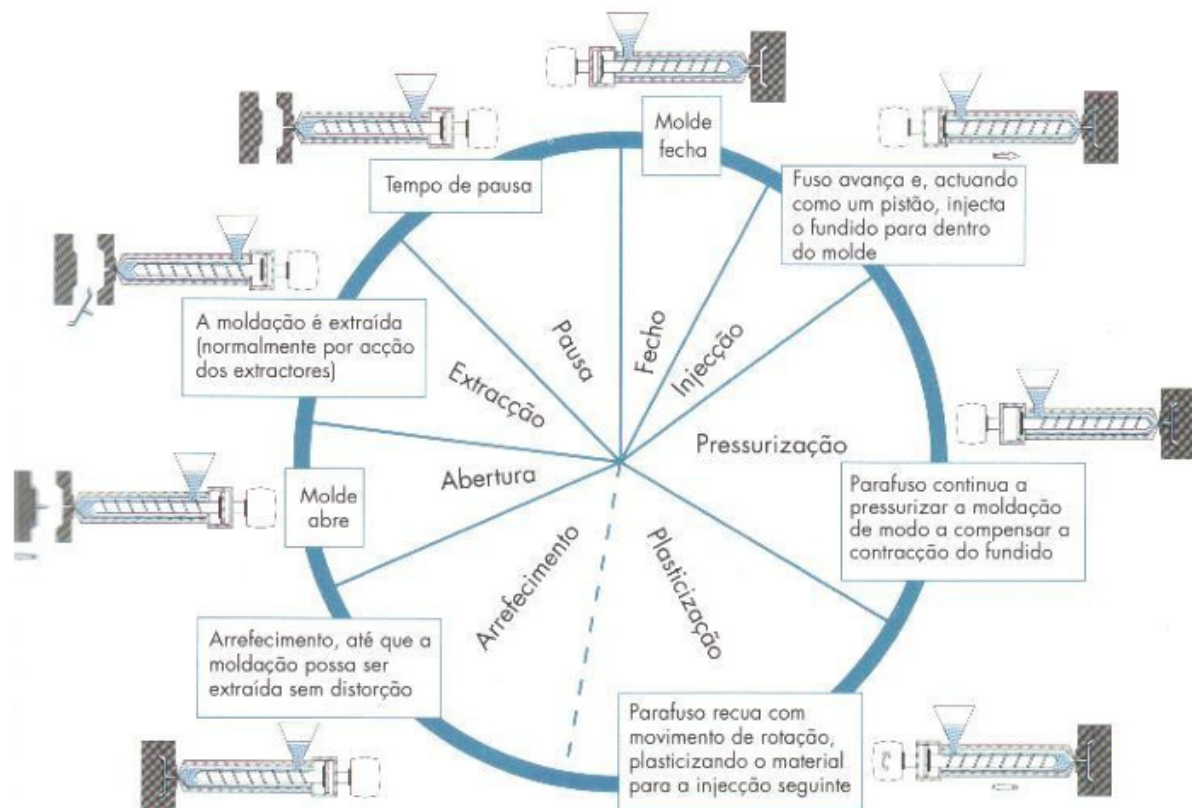 Molde
fecha
Fuso avança e, actuando
como um pistão, injecta
o fundido para dentro
do molde
Parafuso continua a
pressurizar a moldação
de modo a compensar a
contracção do fundido
Parafuso recua com
movimento de rotação,
plasticizando o material
para a injecção seguinte
Arrefecimento, até que a
moldação possa ser
extraída sem distorção
Molde
abre
A moldação é extraída
(normalmente por acção
dos extractores)
Tempo de pausa
Fecho
Injecção
Pressurização
Plasticização
Arrefecimento
Abertura
Extracção
Pausa